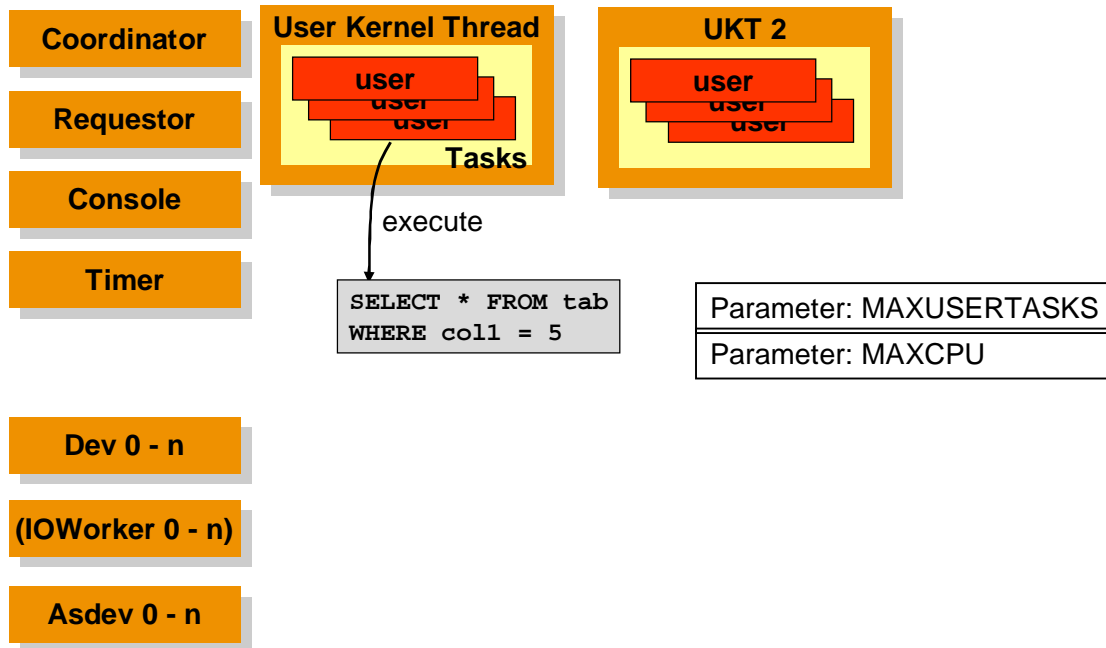 Coordinator
Requestor
Console
Timer
Dev 0 - n
(IOWorker 0 - n)
Asdev 0 - n
User Kernel Thread
user
user
user
Tasks
UKT 2
user
user
user
execute
SELECT * FROM tab
WHERE col1 = 5
Parameter: MAXUSERTASKS
Parameter: MAXCPU